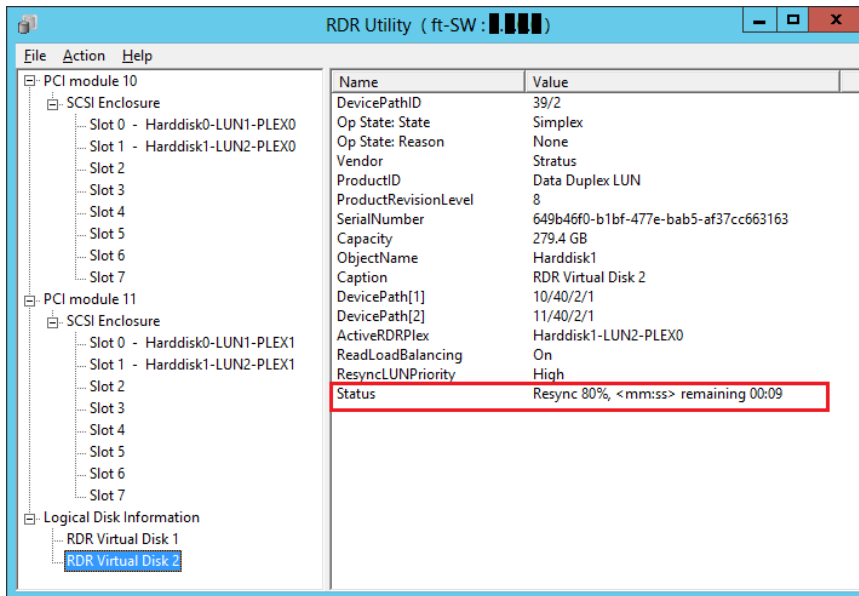 RDR Utility ( ft-SW : )
File Action Help
PCI module 10
SCSI Enclosure
Slot 0 - Harddisk0-LUN1-PLEX0
Slot 1 - Harddisk1-LUN2-PLEX0
Slot 2
Slot 3
Slot 4
Slot 5
Slot 6
Slot 7
PCI module 11
SCSI Enclosure
Slot 0 - Harddisk0-LUN1-PLEX1
Slot 1 - Harddisk1-LUN2-PLEX1
Slot 2
Slot 3
Slot 4
Slot 5
Slot 6
Slot 7
Logical Disk Information
RDR Virtual Disk 1
RDR Virtual Disk 2
Name Value
DevicePathID 39/2
Op State: State Simplex
Op State: Reason None
Vendor Stratus
ProductID Data Duplex LUN
ProductRevisionLevel 8
SerialNumber 649b46f0-b1bf-477e-bab5-af37cc663163
Capacity 279.4 GB
ObjectName Harddisk1
Caption RDR Virtual Disk 2
DevicePath[1] 10/40/2/1
DevicePath[2] 11/40/2/1
ActiveRDRPlex Harddisk1-LUN2-PLEX0
ReadLoadBalancing On
ResyncLUNPriority High
Status Resync 80%, <mm:ss> remaining 00:09